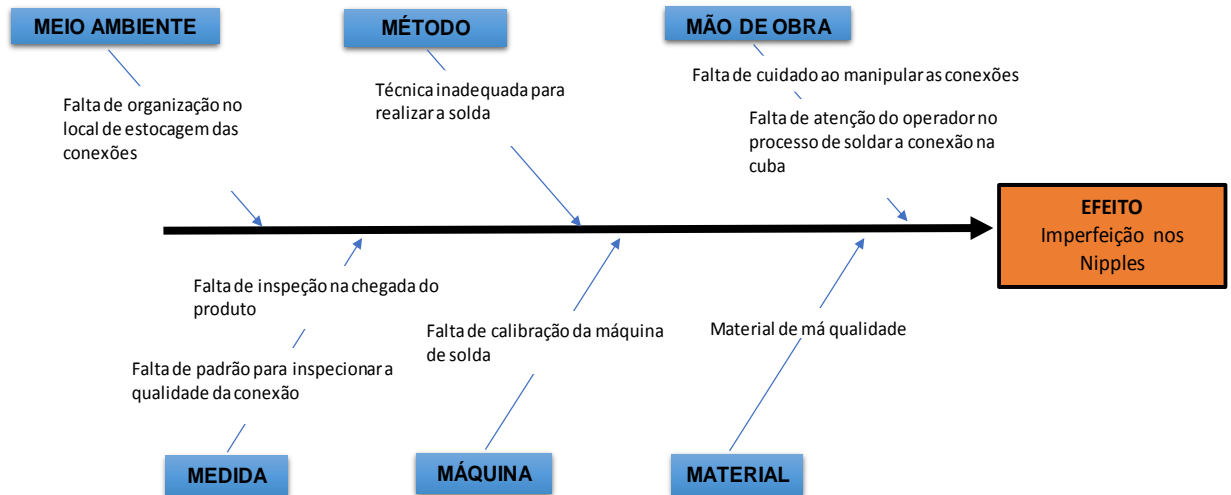 MEIO AMBIENTE
MÉTODO
MÃO DE OBRA
Falta de organização no
local de estocagem das
conexões
Técnica inadequada para
realizar a solda
Falta de cuidado ao manipular as conexões
Falta de atenção do operador no
processo de soldar a conexão na
cuba
EFEITO
Imperfeição nos
Nipples
Falta de inspeção na chegada do
produto
Falta de padrão para inspecionar a
qualidade da conexão
Falta de calibração da máquina
de solda
Material de má qualidade
MEDIDA
MÁQUINA
MATERIAL